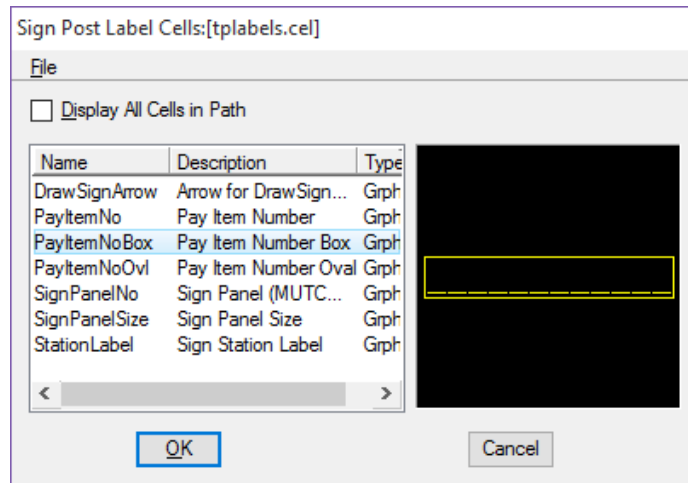 Sign Post Label Cells:[tplabels.cel]
File
Display All Cells in Path
Name Description Type
DrawSignArrow Arrow for DrawSign... Grph
PayItemNo Pay Item Number Grph
PayItemNoBox Pay Item Number Box Grph
PayItemNoOvl Pay Item Number Oval Grph
SignPanelNo Sign Panel (MUTC... Grph
SignPanelSize Sign Panel Size Grph
StationLabel Sign Station Label Grph
OK Cancel